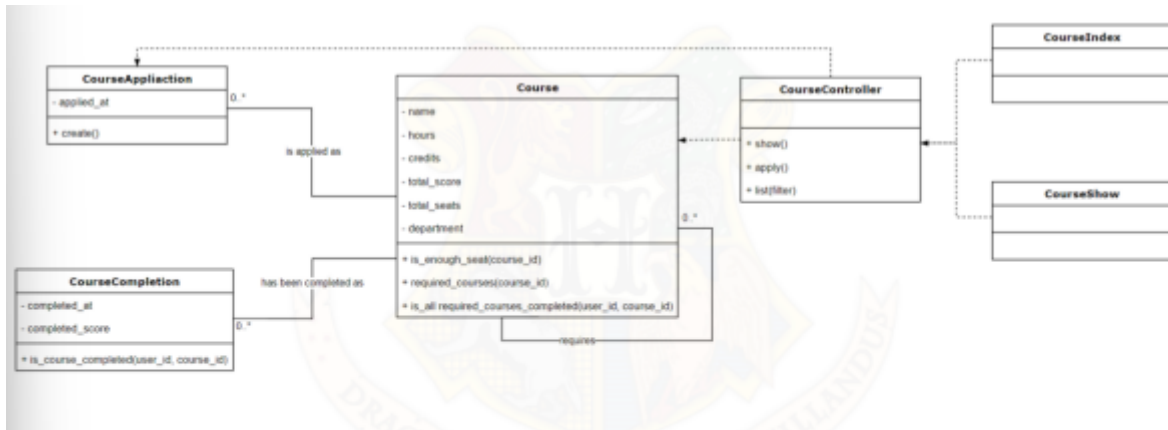 CourseAppliaction
- applied_at
+ create()
0..*
is applied as
Course
- name
- hours
- credits
- total_score
- total_seats
- department
+ is_enough_seat(course_id)
+ required_courses(course_id)
+ is_all required_courses_completed(user_id, course_id)
0..*
requires
CourseController
+ show()
+ apply()
+ list(filter)
CourseIndex
CourseShow
CourseCompletion
- completed_at
- completed_score
+ is_course_completed(user_id, course_id)
0..*
has been completed as
DRAC
ILLANDUS